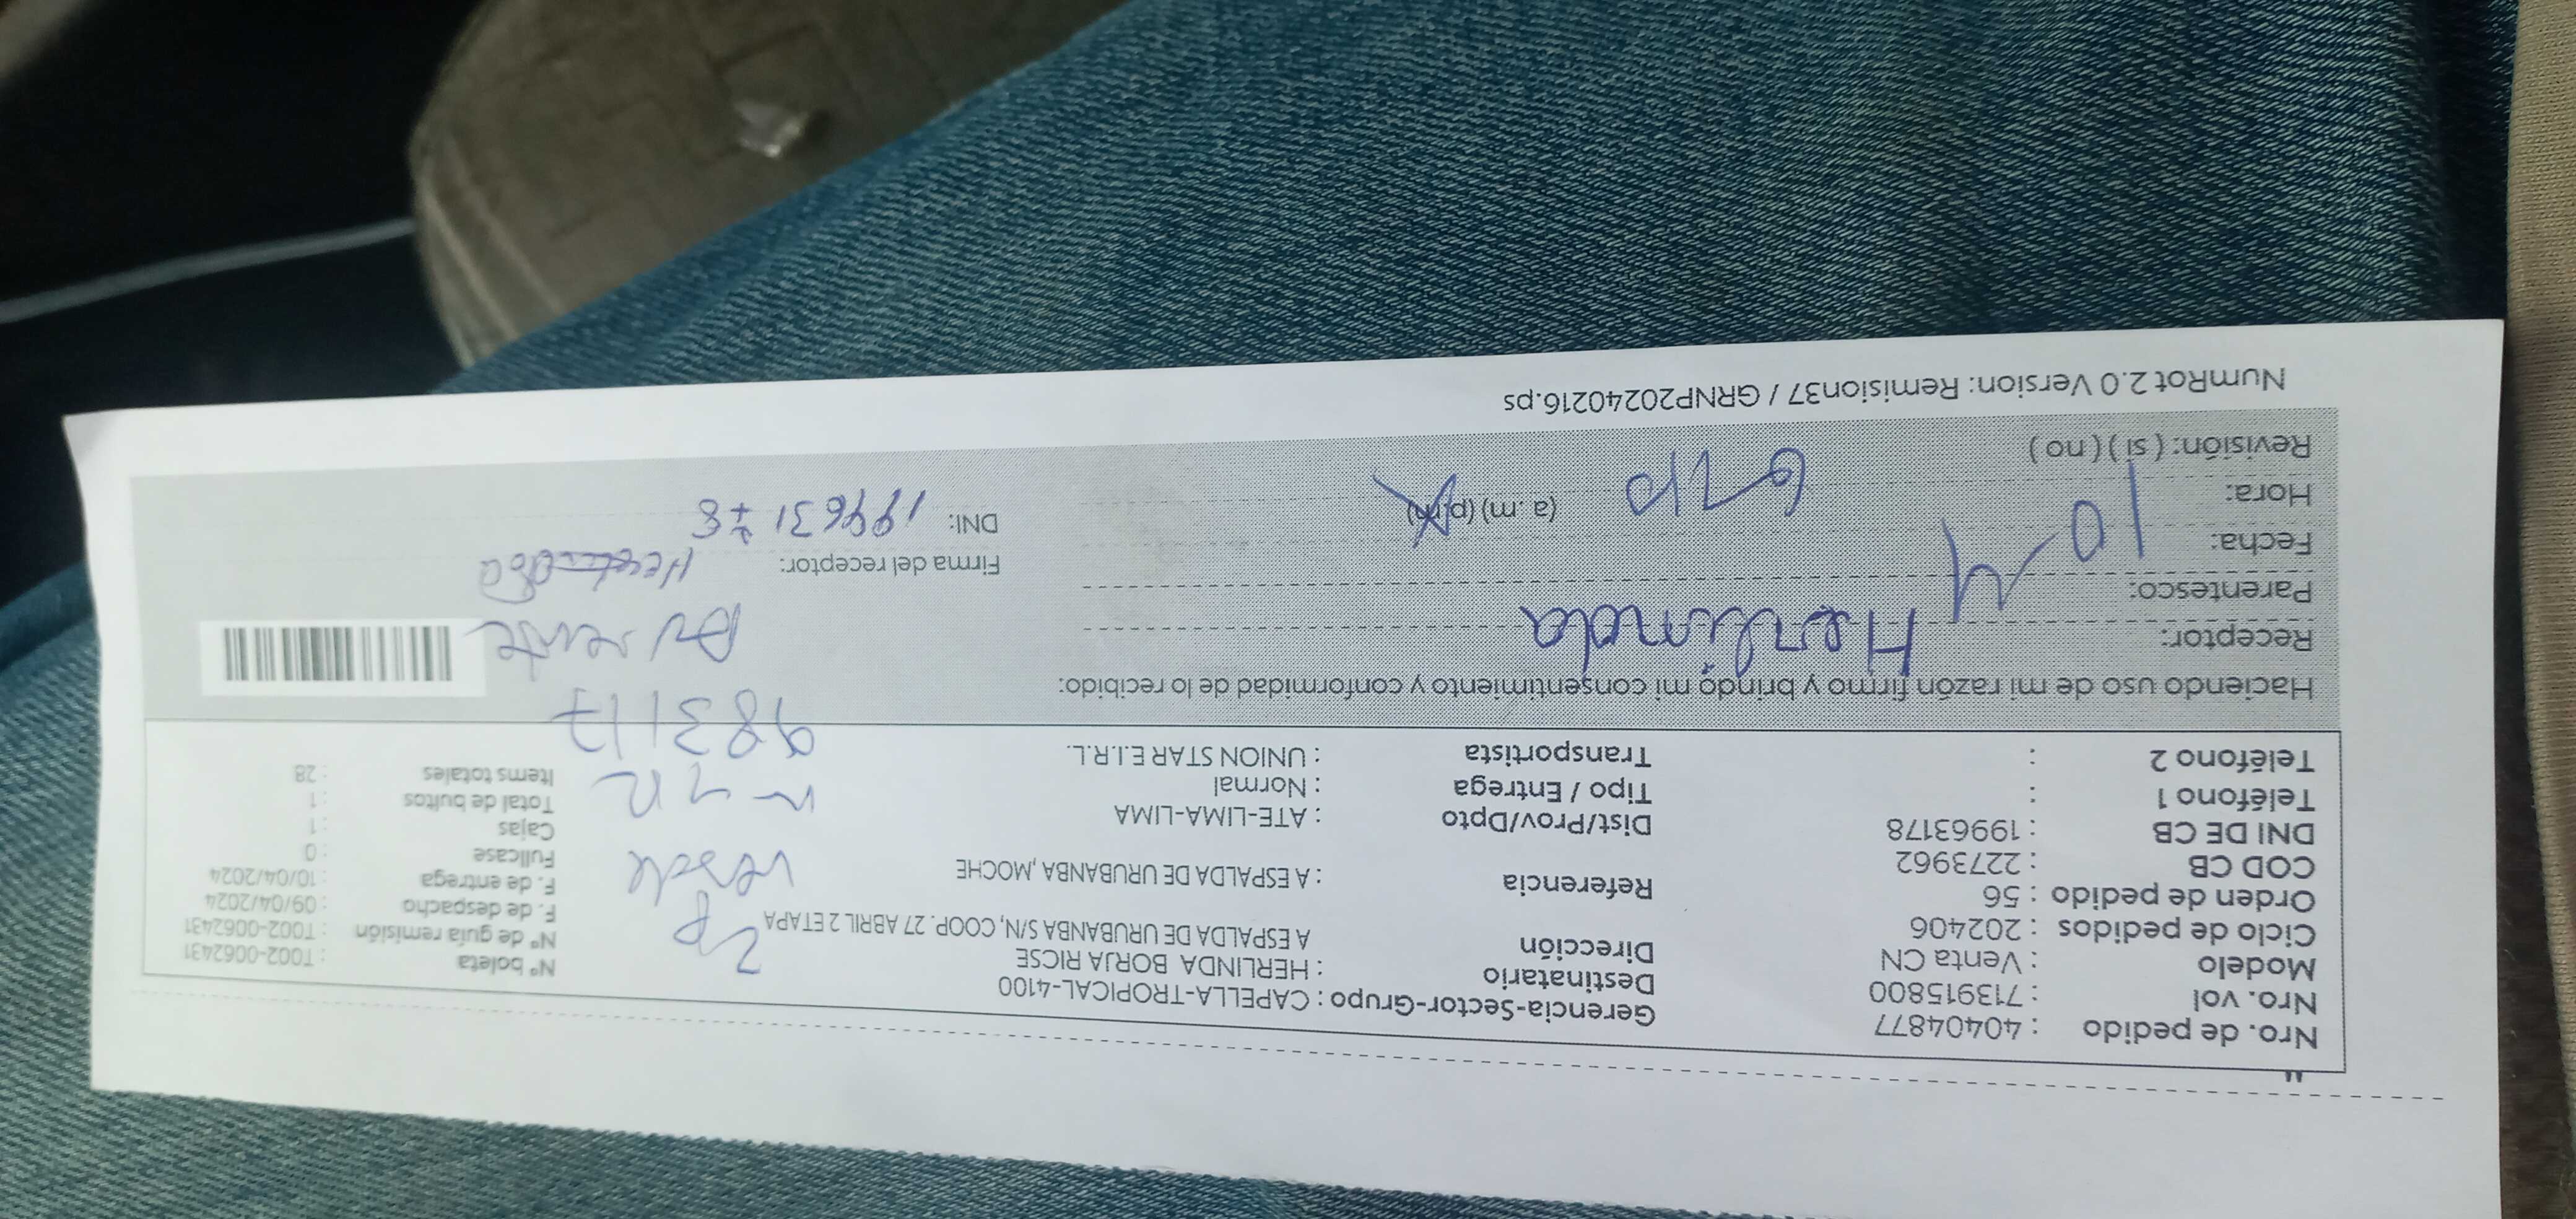 Nro. de pedido : 40404877
Nro. vol : 713915800
Modelo : Venta CN
Ciclo de pedidos : 202406
Orden de pedido : 56
COD CB : 2273962
DNI DE CB : 19963178
Teléfono 1 :
Teléfono 2 :
Gerencia-Sector-Grupo : CAPELLA-TROPICAL-4100
Destinatario : HERLINDA BORJA RICSE
Dirección A ESPALDA DE URUBANBA S/N, COOP. 27 ABRIL 2 ETAPA
Referencia : A ESPALDA DE URUBANBA ,MOCHE
Dist/Prov/Dpto : ATE-LIMA-LIMA
Tipo / Entrega : Normal
Transportista : UNION STAR E.I.R.L.
2p
983117
N° boleta : T002-0062431
N° de guía remisión : T002-0062431
F. de despacho : 09/04/2024
F. de entrega : 10/04/2024
Fullcase : 0
Cajas : 1
Total de bultos : 1
Items totales : 28
Haciendo uso de mi razón firmo y brindo mi consentimiento y conformidad de lo recibido:
Receptor: Herlinda
Parentesco:
Fecha: 10 4
Hora: (a.m) (p.m)
Revisión: ( si ) ( no )
Firma del receptor:
DNI: 19963178
NumRot 2.0 Version: Remision37 / GRNP20240216.ps